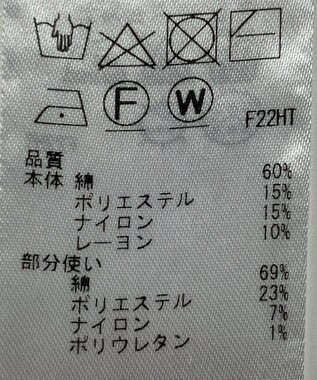 F W
F22HT
品質
本体 綿 60%
ポリエステル 15%
ナイロン 15%
レーヨン 10%
部分使い
綿 69%
ポリエステル 23%
ナイロン 7%
ポリウレタン 1%